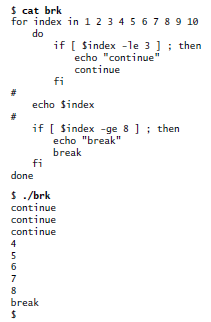 $ cat brk
for index in 1 2 3 4 5 6 7 8 9 10
    do
        if [ $index -le 3 ] ; then
            echo "continue"
            continue
        fi
#
    echo $index
#
    if [ $index -ge 8 ] ; then
        echo "break"
        break
    fi
done
$ ./brk
continue
continue
continue
4
5
6
7
8
break
$